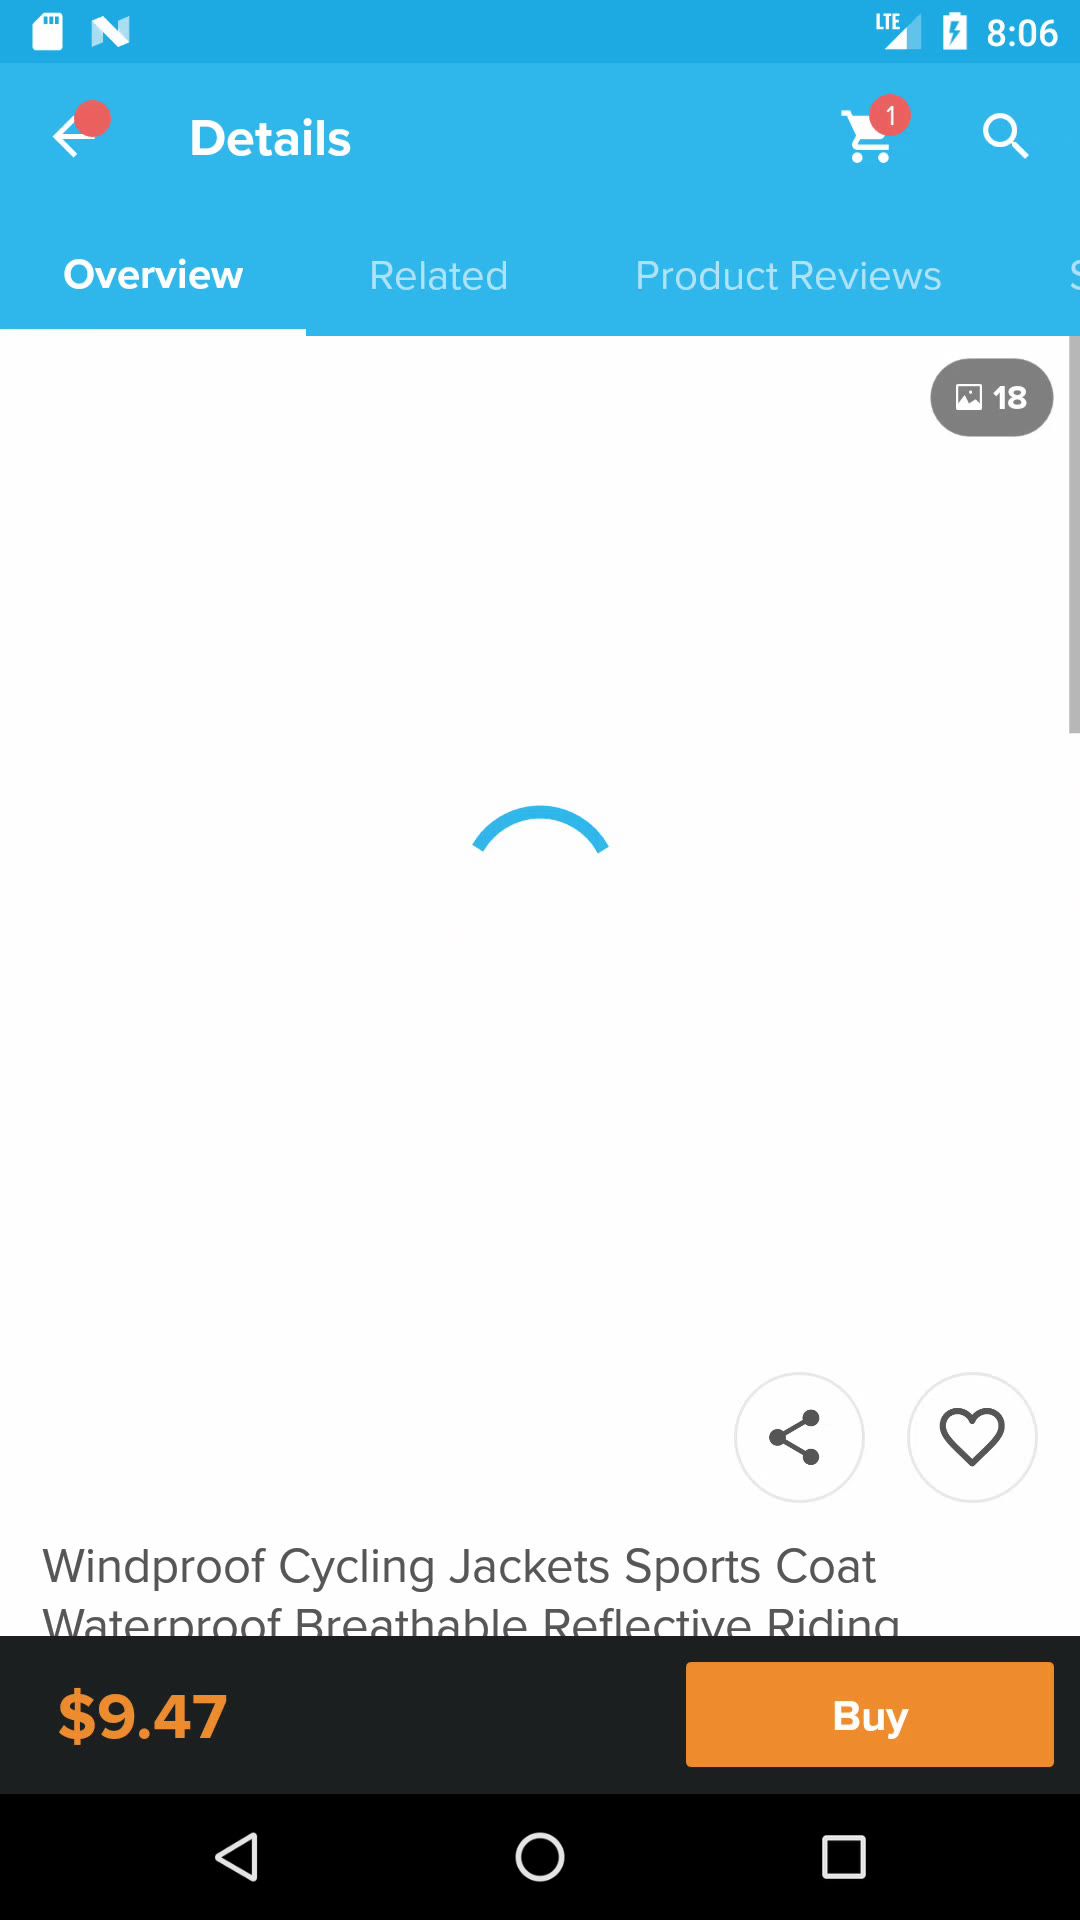 LTE 8:06
Details 1
Overview Related Product Reviews S
18
Windproof Cycling Jackets Sports Coat
Waterproof Breathable Reflective Riding
$9.47 Buy